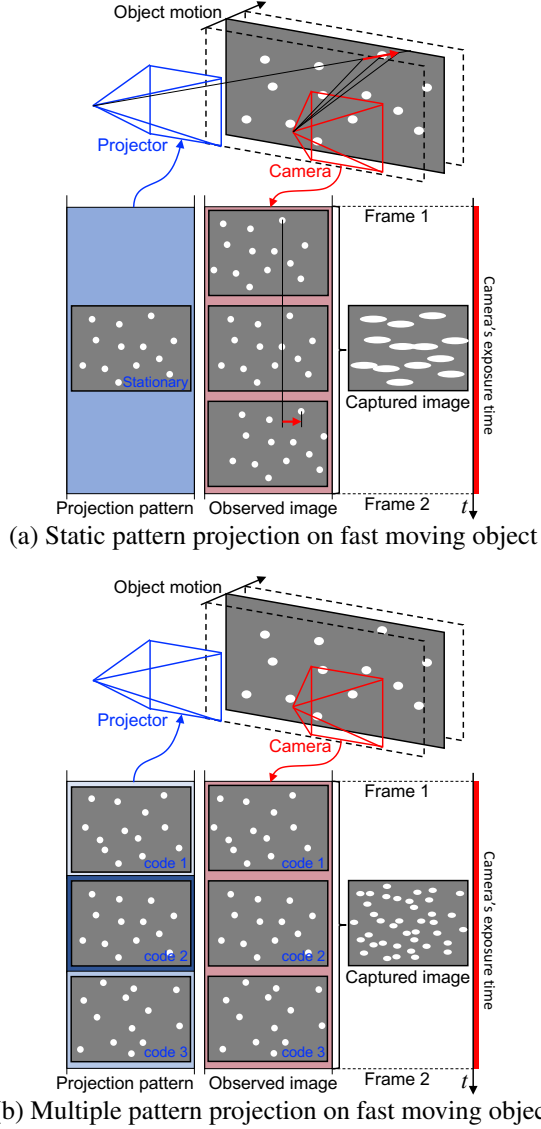 Object motion
Projector
Camera
Frame 1
Stationary
Camera's exposure time
Captured image
Frame 2
t
Projection pattern
Observed image
(a) Static pattern projection on fast moving object
Object motion
Projector
Camera
Frame 1
code 1
code 1
Camera's exposure time
code 2
code 2
Captured image
code 3
code 3
Frame 2
t
Projection pattern
Observed image
(b) Multiple pattern projection on fast moving object